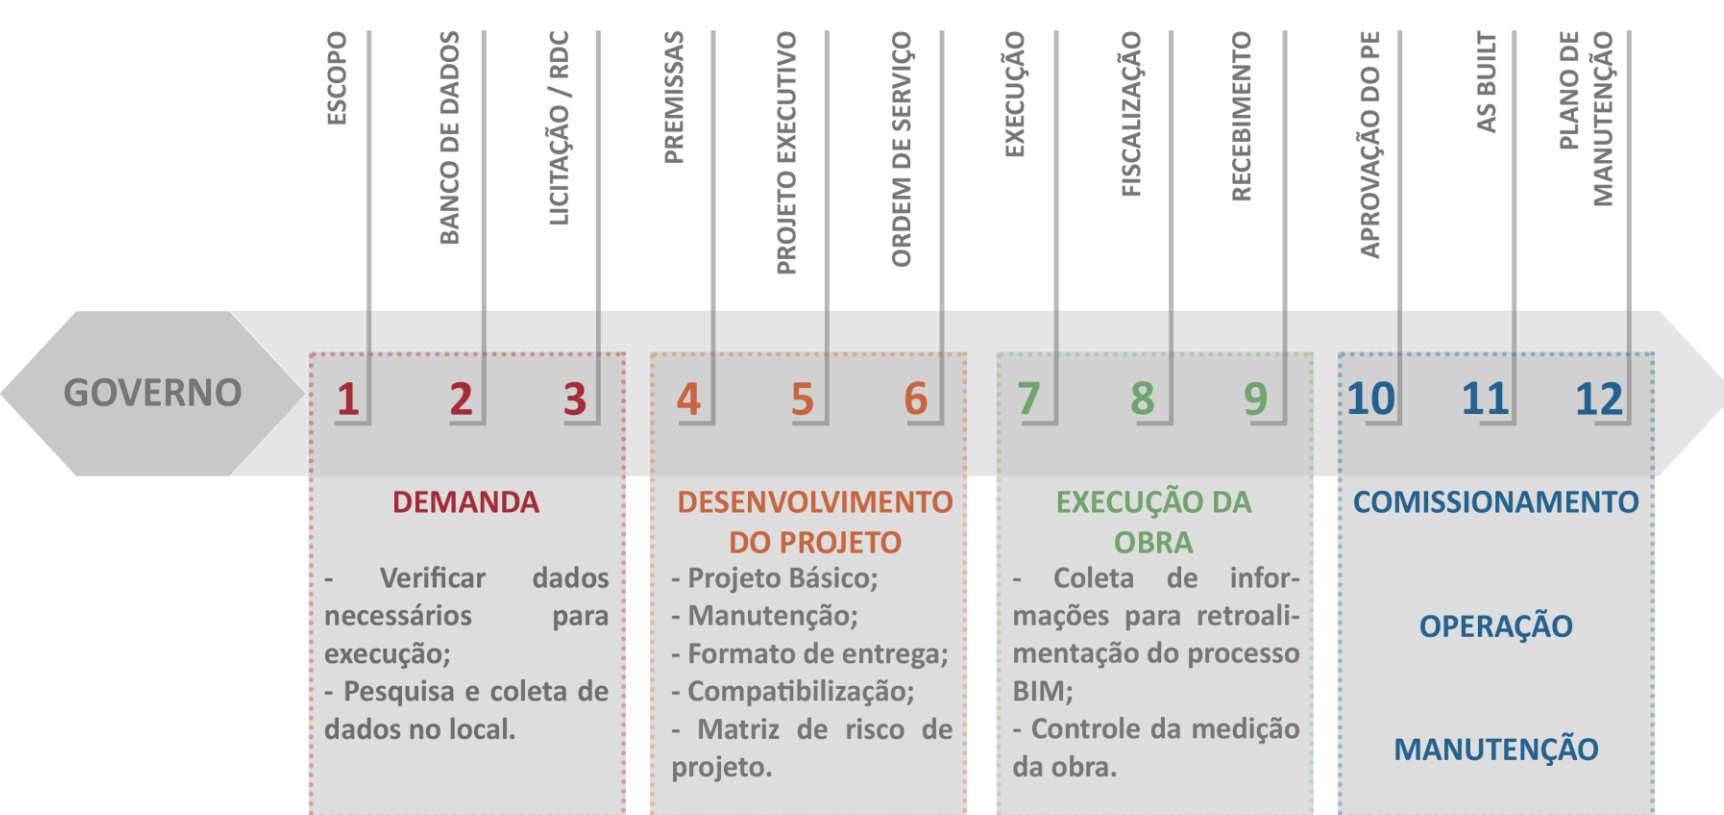 ESCOPO
BANCO DE DADOS
LICITAÇÃO / RDC
PREMISSAS
PROJETO EXECUTIVO
ORDEM DE SERVIÇO
EXECUÇÃO
FISCALIZAÇÃO
RECEBIMENTO
APROVAÇÃO DO PE
AS BUILT
PLANO DE
MANUTENÇÃO
GOVERNO
1 2 3 4 5 6 7 8 9 10 11 12
DEMANDA
- Verificar dados
necessários para
execução;
- Pesquisa e coleta de
dados no local.
DESENVOLVIMENTO
DO PROJETO
- Projeto Básico;
- Manutenção;
- Formato de entrega;
- Compatibilização;
- Matriz de risco de
projeto.
EXECUÇÃO DA
OBRA
- Coleta de infor-
mações para retroali-
mentação do processo
BIM;
- Controle da medição
da obra.
COMISSIONAMENTO
OPERAÇÃO
MANUTENÇÃO